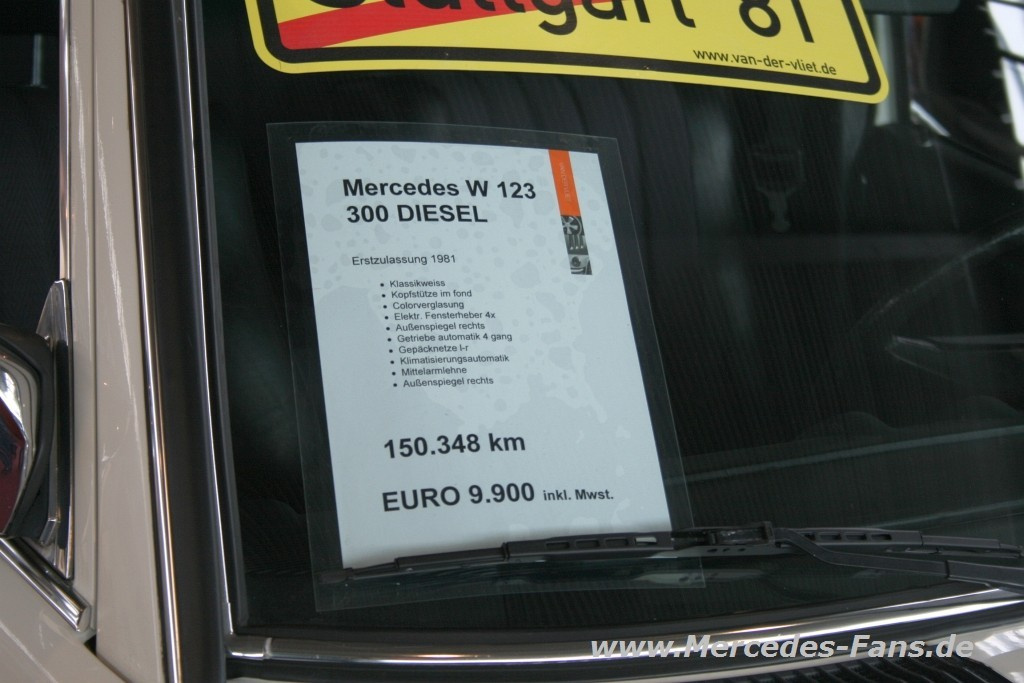 Stuttgart 81
www.van-der-vliet.de
Mercedes W 123
300 DIESEL
Erstzulassung 1981
• Klassikweiss
• Kopfstütze im fond
• Colorverglasung
• Elektr. Fensterheber 4x
• Außenspiegel rechts
• Getriebe automatik 4 gang
• Gepäcknetze l-r
• Klimatisierungsautomatik
• Mittelarmlehne
• Außenspiegel rechts
150.348 km
EURO 9.900 inkl. Mwst.
www.Mercedes-Fans.de